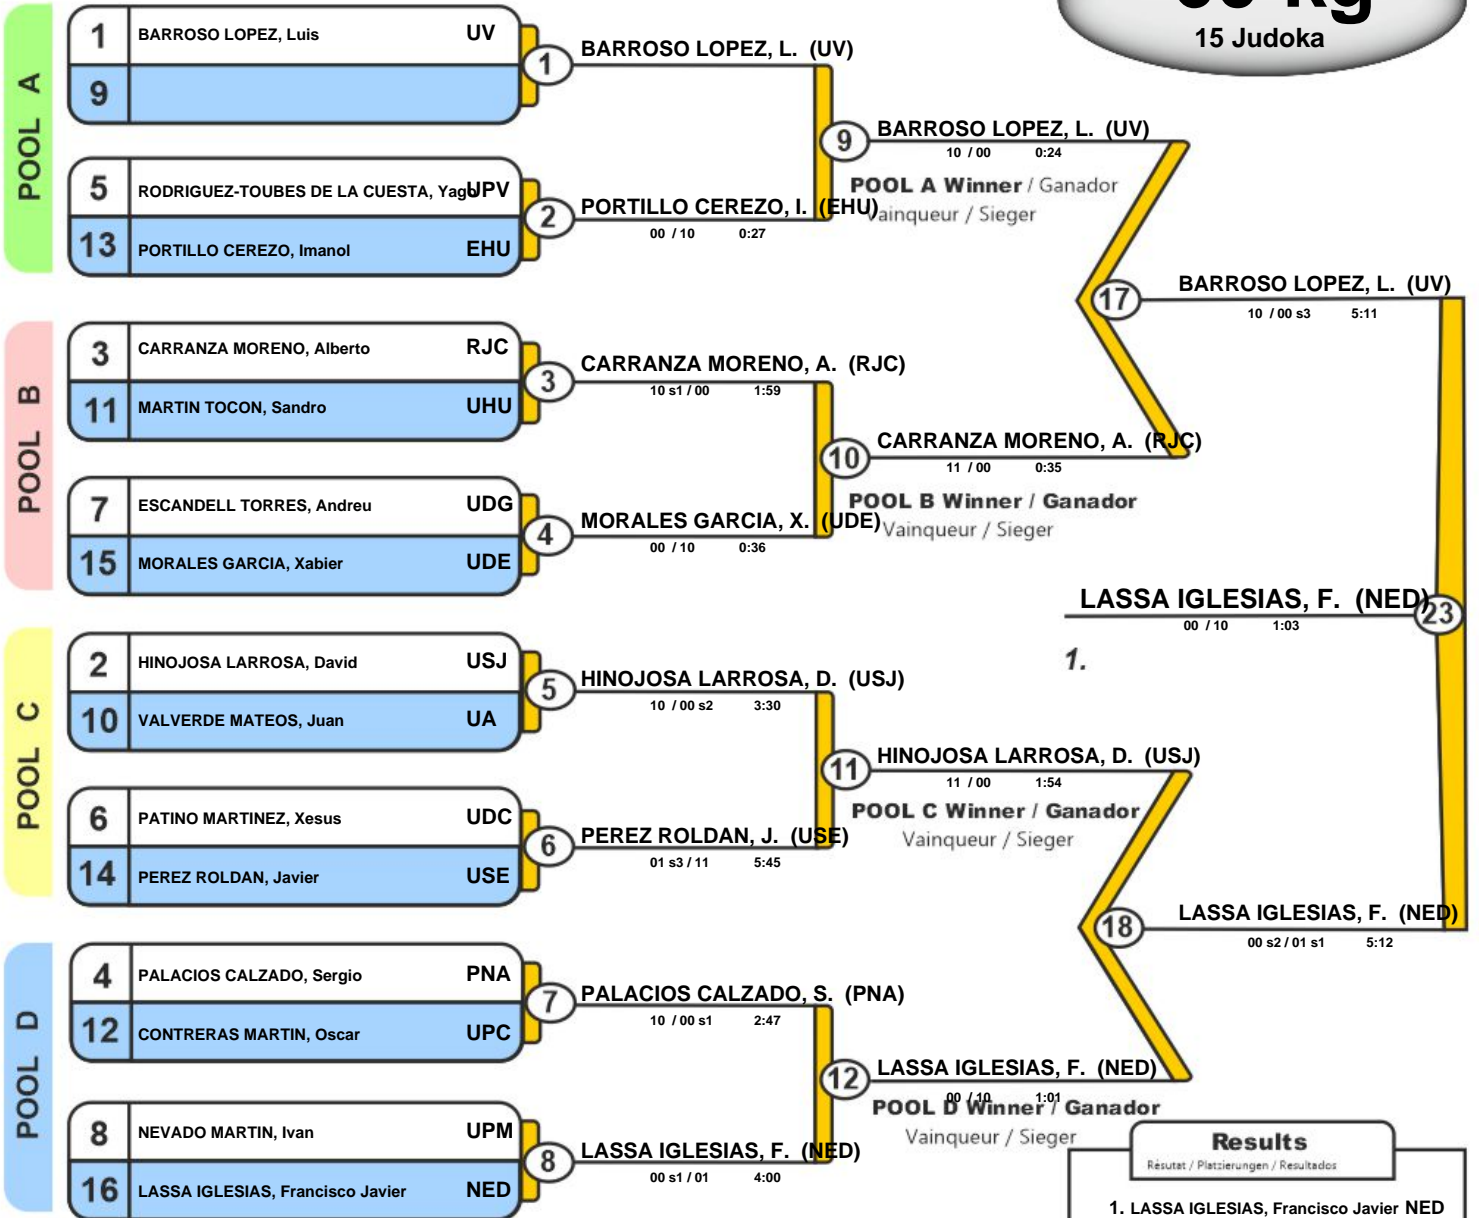 15 Judoka
POOL A
1 BARROSO LOPEZ, Luis UV
9
5 RODRIGUEZ-TOUBES DE LA CUESTA, Yago UPV
13 PORTILLO CEREZO, Imanol EHU
POOL B
3 CARRANZA MORENO, Alberto RJC
11 MARTIN TOCON, Sandro UHU
7 ESCANDELL TORRES, Andreu UDG
15 MORALES GARCIA, Xabier UDE
POOL C
2 HINOJOSA LARROSA, David USJ
10 VALVERDE MATEOS, Juan UA
6 PATINO MARTINEZ, Xesus UDC
14 PEREZ ROLDAN, Javier USE
POOL D
4 PALACIOS CALZADO, Sergio PNA
12 CONTRERAS MARTIN, Oscar UPC
8 NEVADO MARTIN, Ivan UPM
16 LASSA IGLESIAS, Francisco Javier NED
1 BARROSO LOPEZ, L. (UV)
2 PORTILLO CEREZO, I. (EHU)
00 / 10 0:27
3 CARRANZA MORENO, A. (RJC)
10 s1 / 00 1:59
4 MORALES GARCIA, X. (UDE)
00 / 10 0:36
5 HINOJOSA LARROSA, D. (USJ)
10 / 00 s2 3:30
6 PEREZ ROLDAN, J. (USE)
01 s3 / 11 5:45
7 PALACIOS CALZADO, S. (PNA)
10 / 00 s1 2:47
8 LASSA IGLESIAS, F. (NED)
00 s1 / 01 4:00
9 BARROSO LOPEZ, L. (UV)
10 / 00 0:24
POOL A Winner / Ganador
Vainqueur / Sieger
10 CARRANZA MORENO, A. (RJC)
11 / 00 0:35
POOL B Winner / Ganador
Vainqueur / Sieger
11 HINOJOSA LARROSA, D. (USJ)
11 / 00 1:54
POOL C Winner / Ganador
Vainqueur / Sieger
12 LASSA IGLESIAS, F. (NED)
00 / 10 1:01
POOL D Winner / Ganador
Vainqueur / Sieger
17 BARROSO LOPEZ, L. (UV)
10 / 00 s3 5:11
18 LASSA IGLESIAS, F. (NED)
00 s2 / 01 s1 5:12
LASSA IGLESIAS, F. (NED) 23
00 / 10 1:03
1.
Results
Résutat / Platzierungen / Resultados
1. LASSA IGLESIAS, Francisco Javier NED